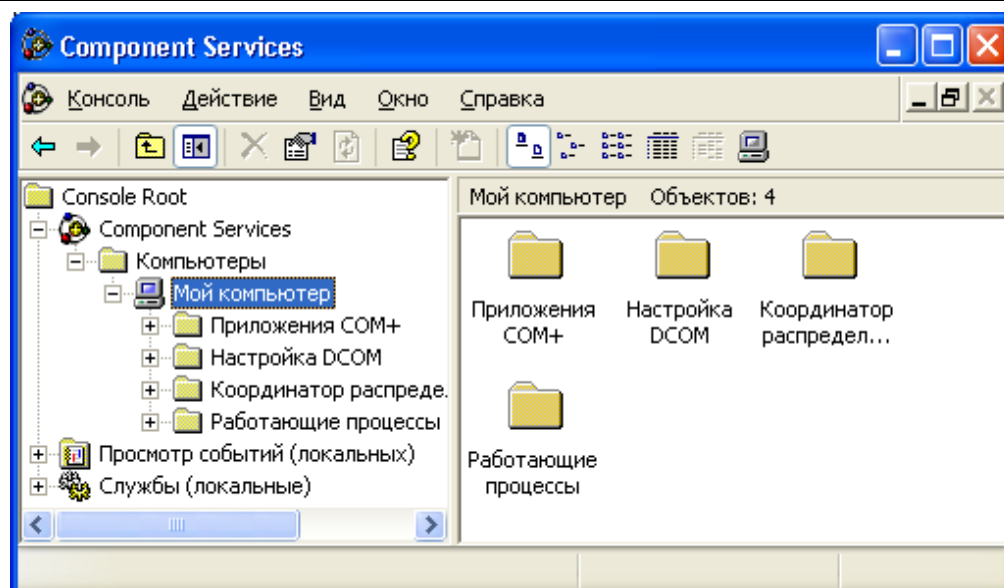 Component Services
Консоль Действие Вид Окно Справка
Console Root
Component Services
Компьютеры
Мой компьютер
Приложения COM+
Настройка DCOM
Координатор распреде.
Работающие процессы
Просмотр событий (локальных)
Службы (локальные)
Мой компьютер Объектов: 4
Приложения
COM+
Настройка
DCOM
Координатор
распредел...
Работающие
процессы